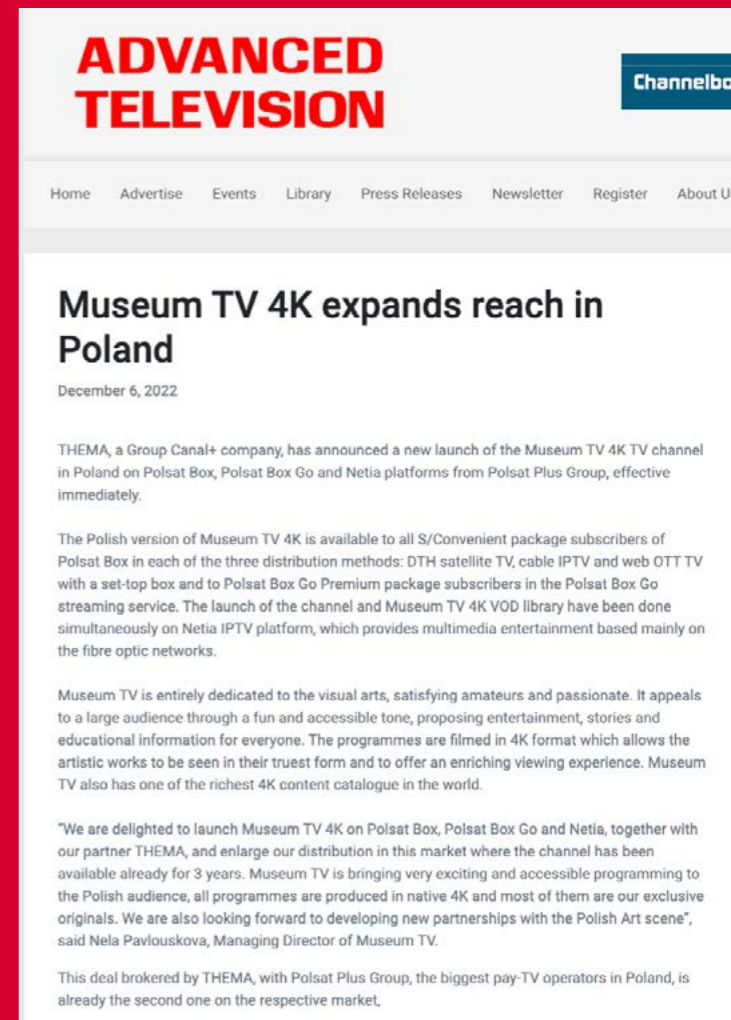 ADVANCED
TELEVISION
Home Advertise Events Library Press Releases Newsletter Register About
Museum TV 4K expands reach in
Poland
December 6, 2022
THEMA, a Group Canal+ company, has announced a new launch of the Museum TV 4K TV channel
in Poland on Polsat Box, Polsat Box Go and Netia platforms from Polsat Plus Group, effective
immediately.
The Polish version of Museum TV 4K is available to all S/Convenient package subscribers of
Polsat Box in each of the three distribution methods: DTH satellite TV, cable IPTV and web OTT TV
with a set-top box and to Polsat Box Go Premium package subscribers in the Polsat Box Go
streaming service. The launch of the channel and Museum TV 4K VOD library have been done
simultaneously on Netia IPTV platform, which provides multimedia entertainment based mainly on
the fibre optic networks.
Museum TV is entirely dedicated to the visual arts, satisfying amateurs and passionate. It appeals
to a large audience through a fun and accessible tone, proposing entertainment, stories and
educational information for everyone. The programmes are filmed in 4K format which allows the
artistic works to be seen in their truest form and to offer an enriching viewing experience. Museum
TV also has one of the richest 4K content catalogue in the world.
"We are delighted to launch Museum TV 4K on Polsat Box, Polsat Box Go and Netia, together with
our partner THEMA, and enlarge our distribution in this market where the channel has been
available already for 3 years. Museum TV is bringing very exciting and accessible programming to
the Polish audience, all programmes are produced in native 4K and most of them are our exclusive
originals. We are also looking forward to developing new partnerships with the Polish Art scene",
said Nela Pavlouskova, Managing Director of Museum TV.
This deal brokered by THEMA, with Polsat Plus Group, the biggest pay-TV operators in Poland, is
already the second one on the respective market,